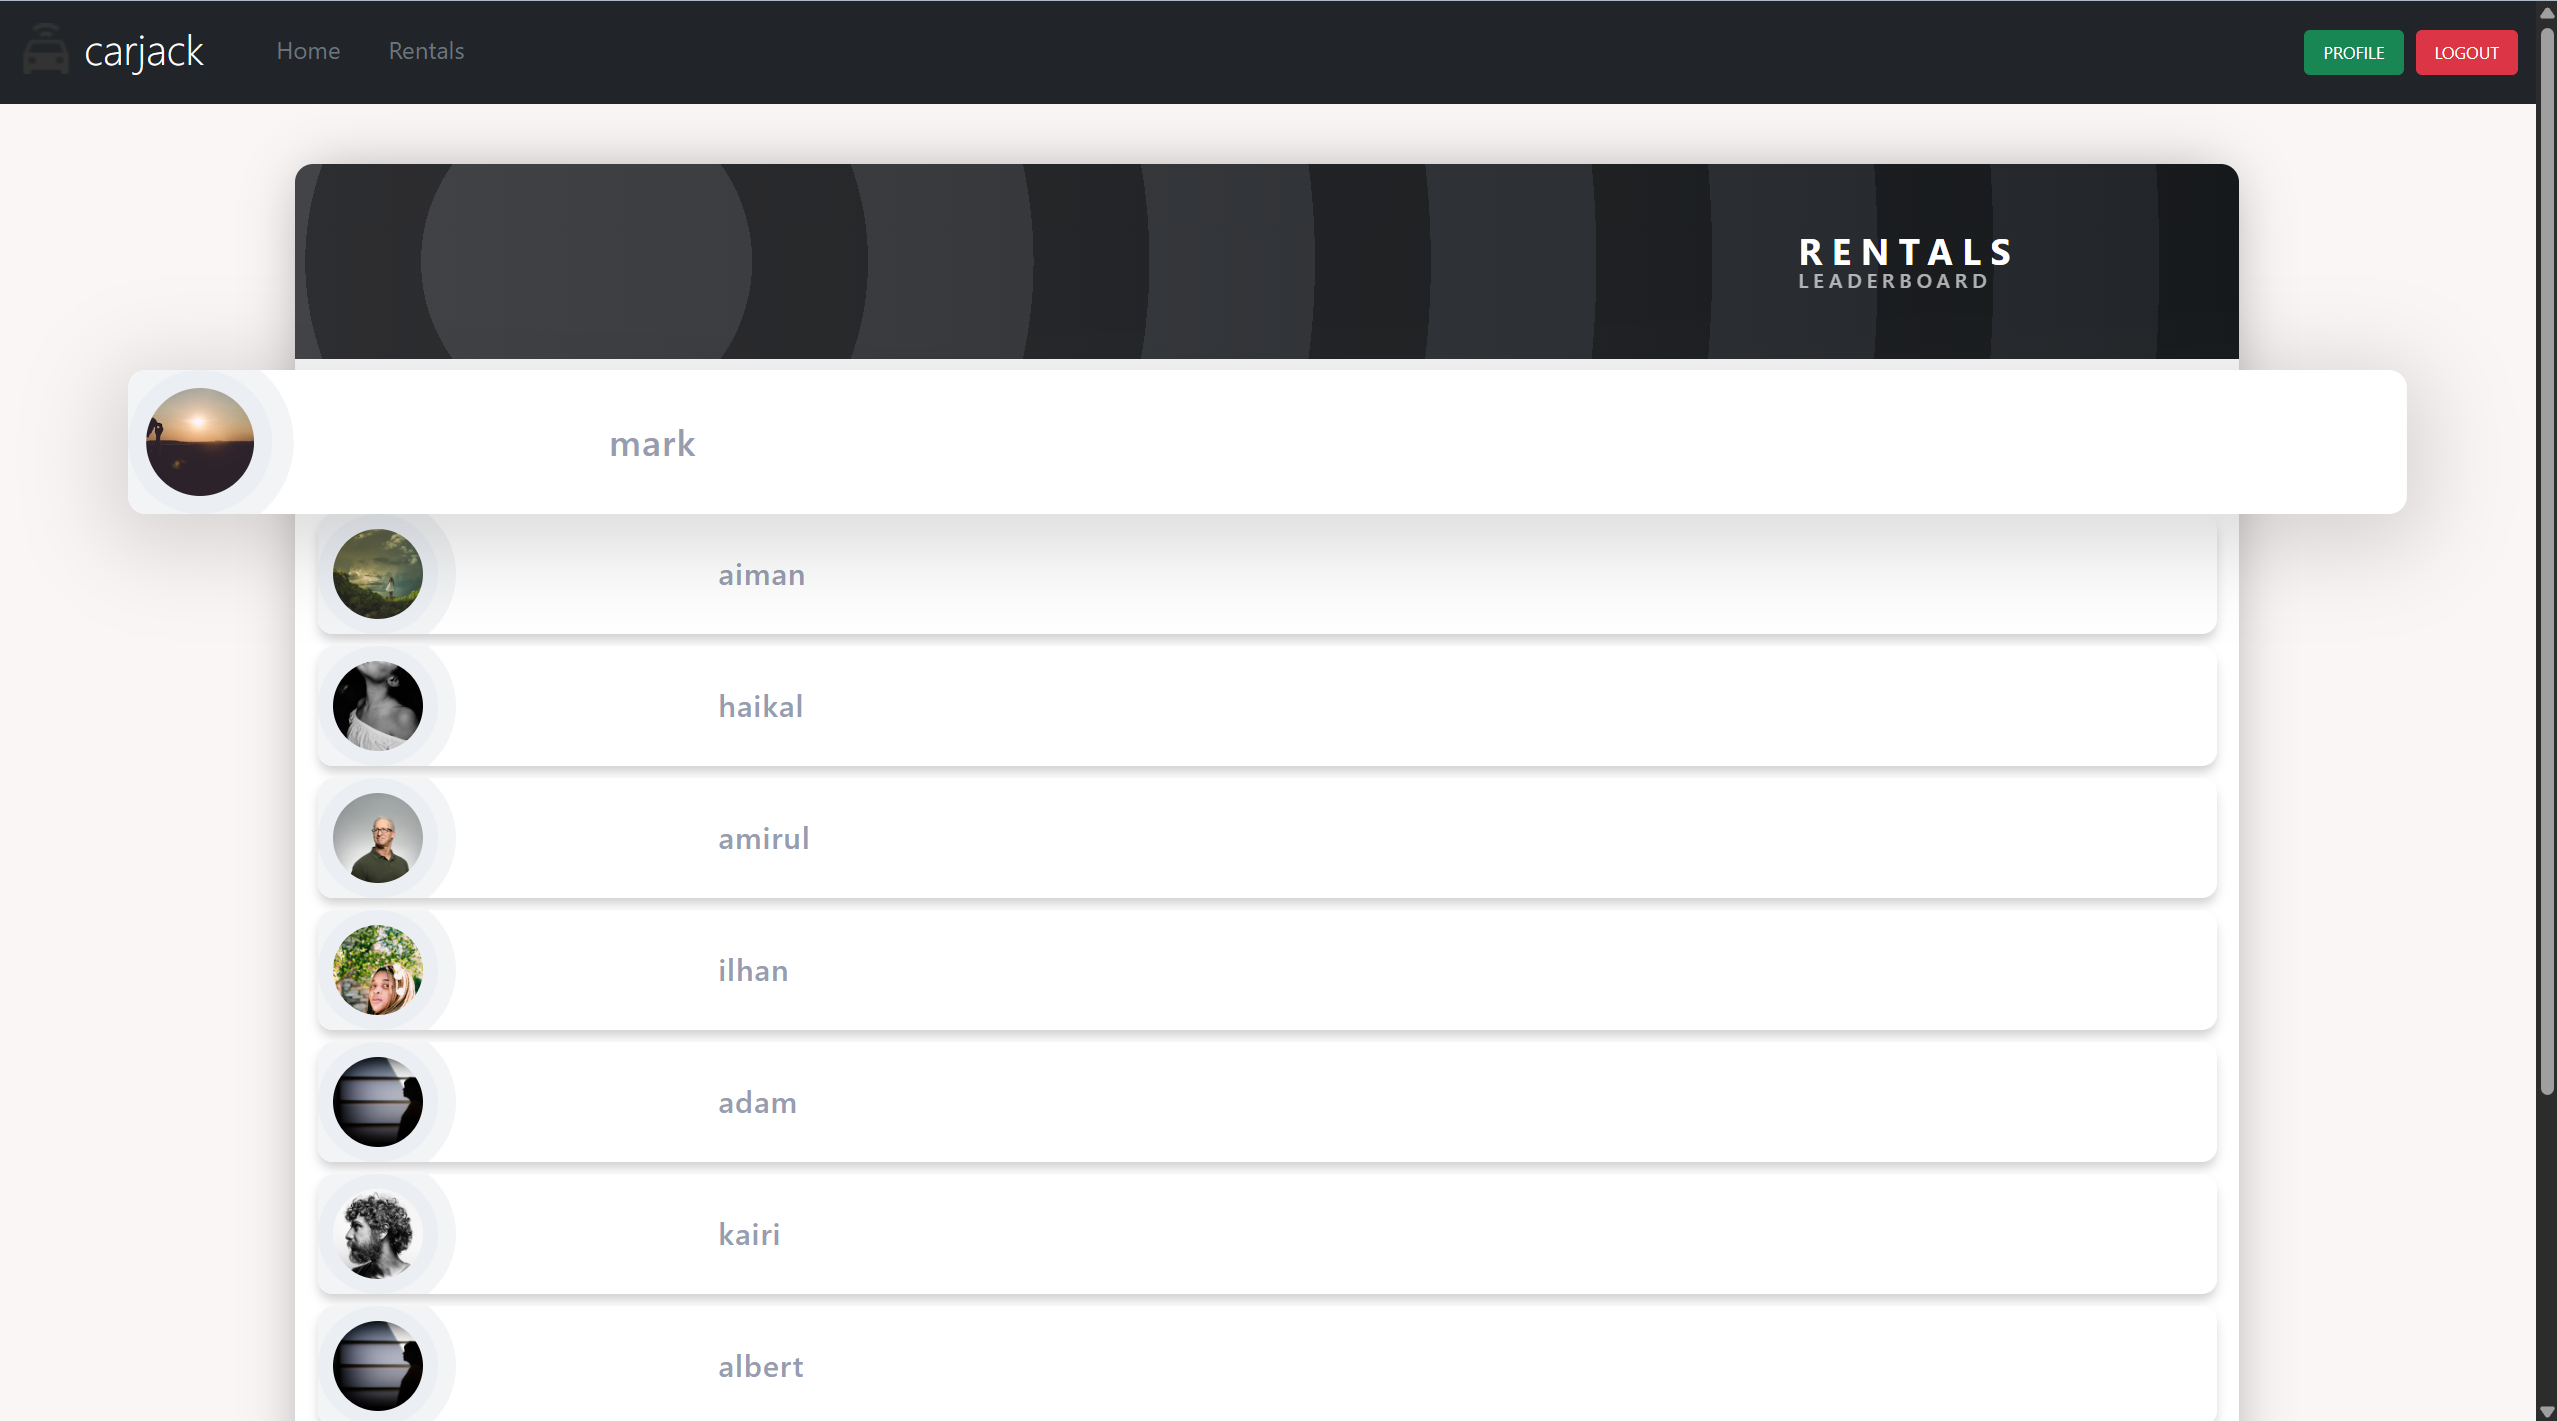 carjack
Home
Rentals
PROFILE
LOGOUT
RENTALS
LEADERBOARD
mark
aiman
haikal
amirul
ilhan
adam
kairi
albert